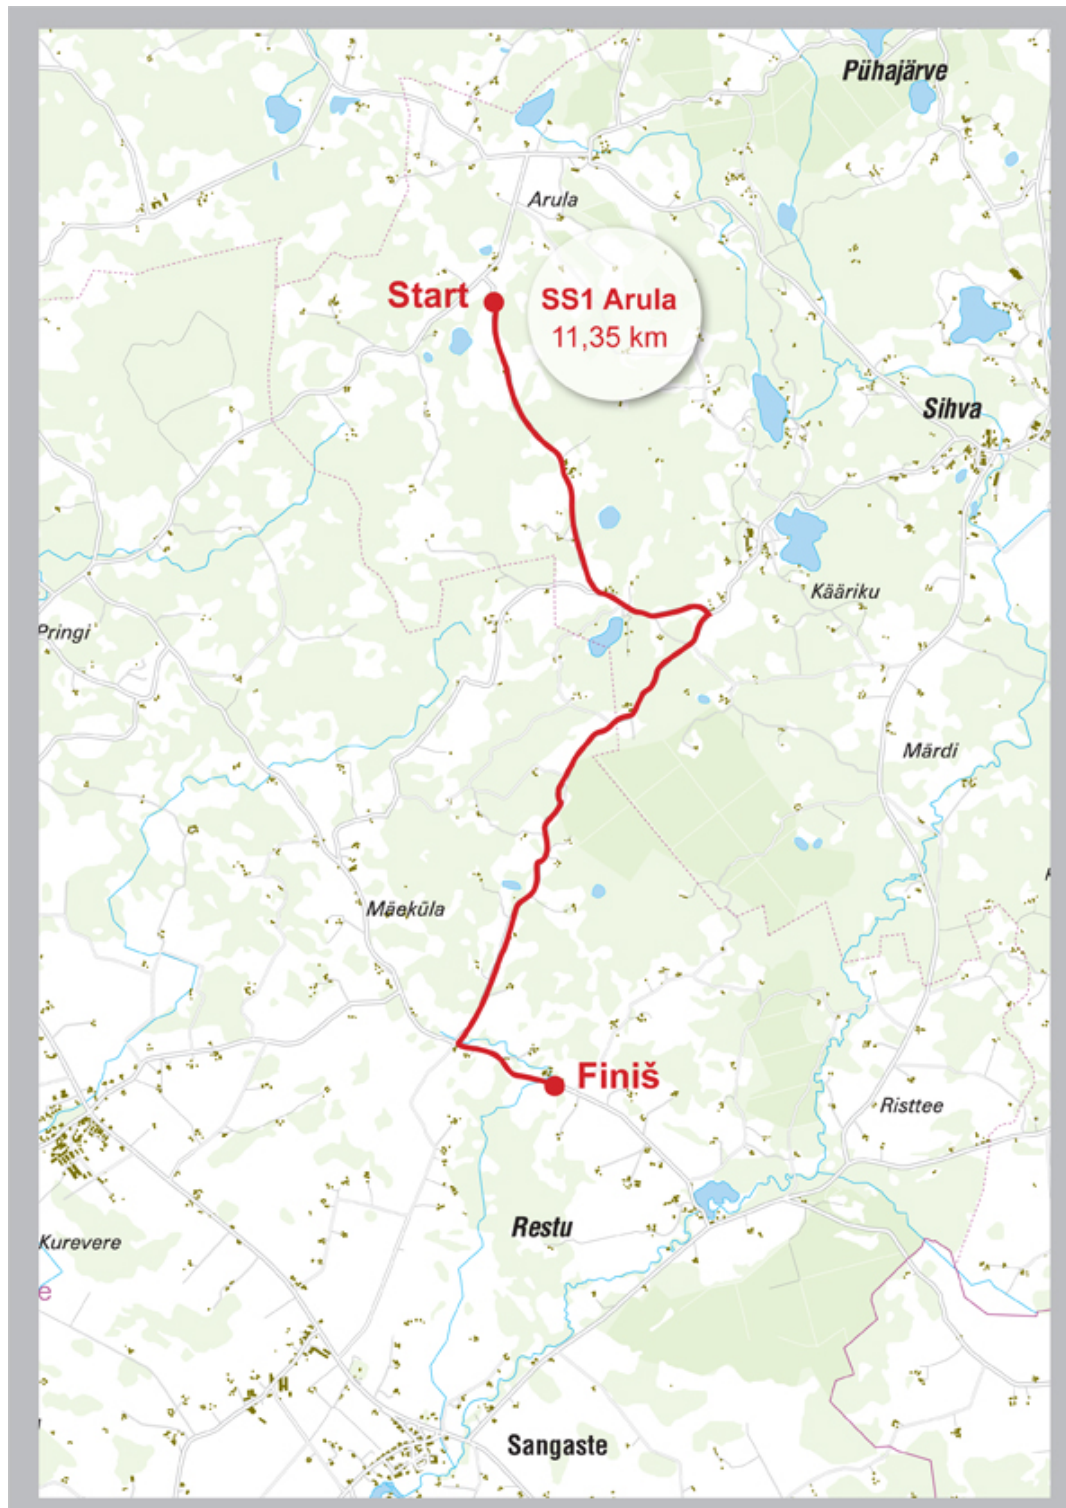 Pühajärve
Arula
Start
SS1 Arula
11,35 km
Sihva
Kääriku
Pringi
Märdi
Mäeküla
Finiš
Risttee
Restu
Kurevere
e
Sangaste